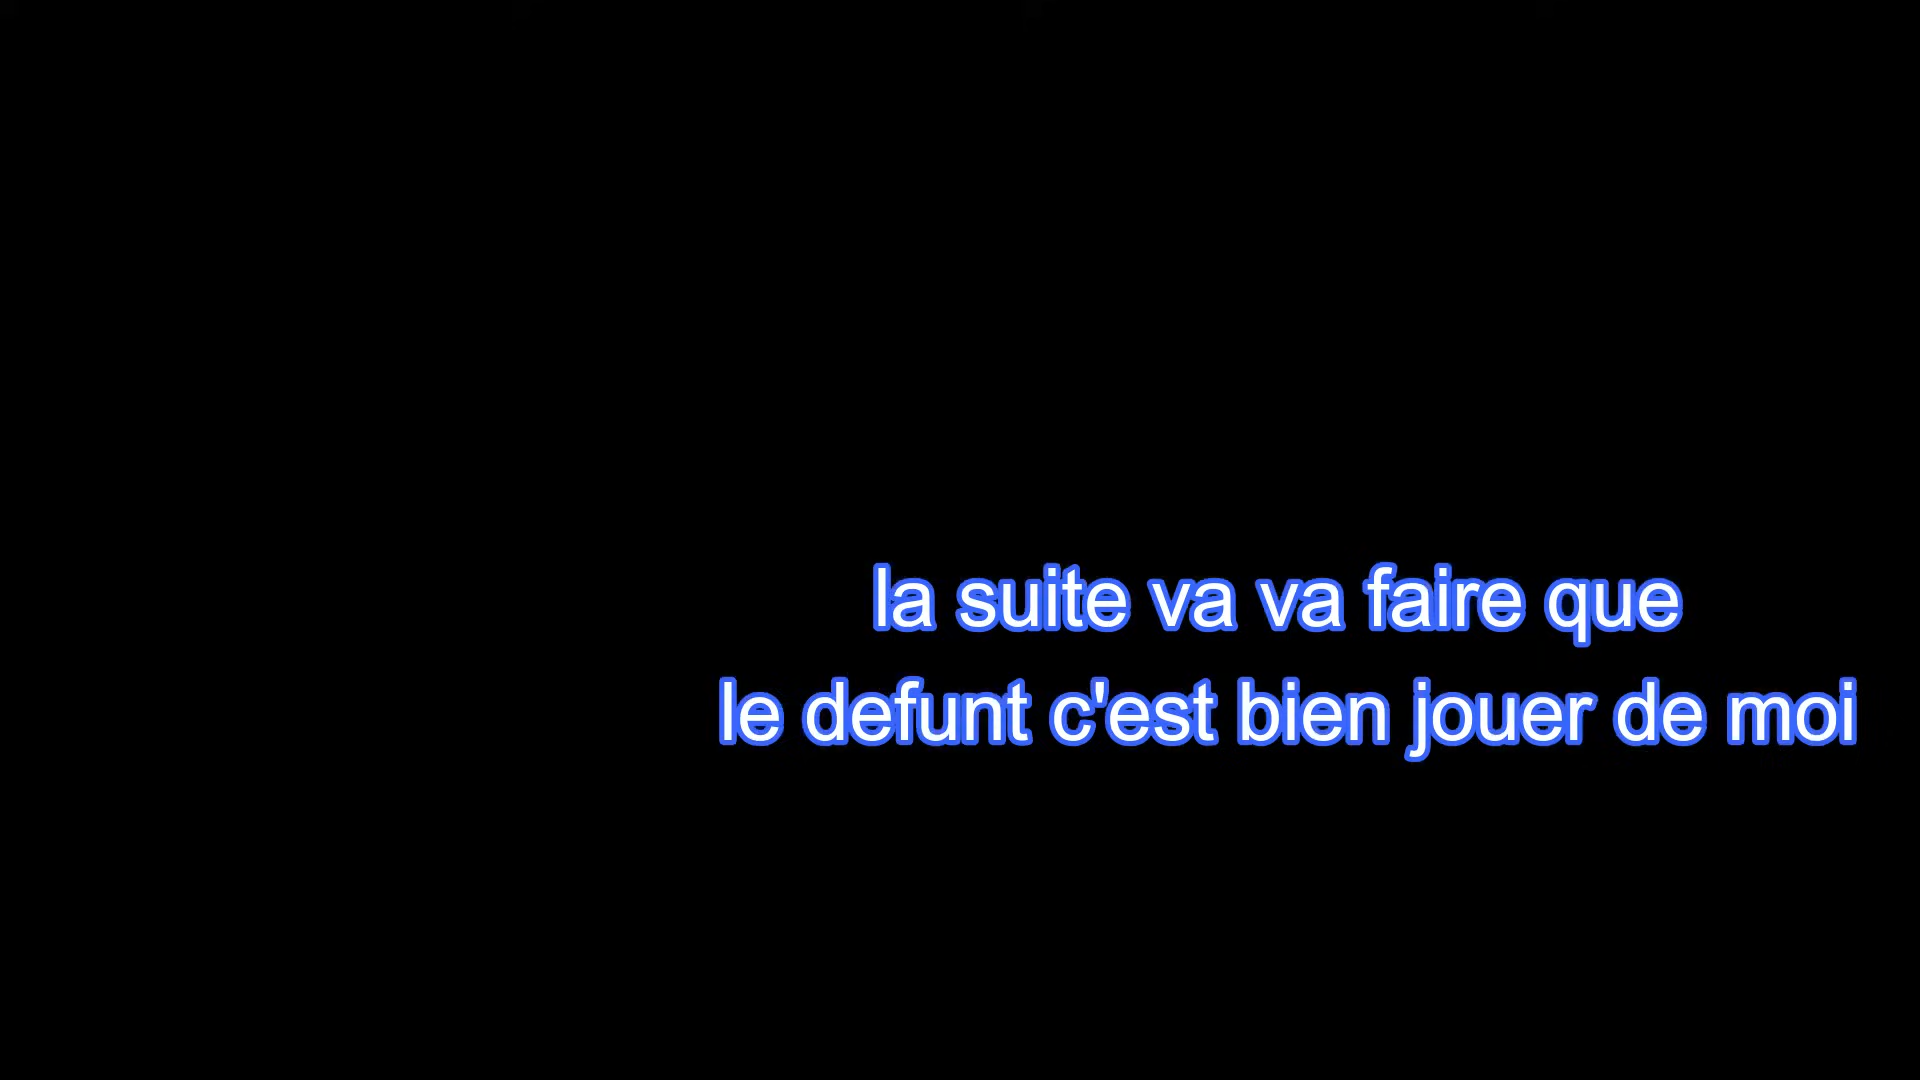 la suite va va faire que
le defunt c'est bien jouer de moi